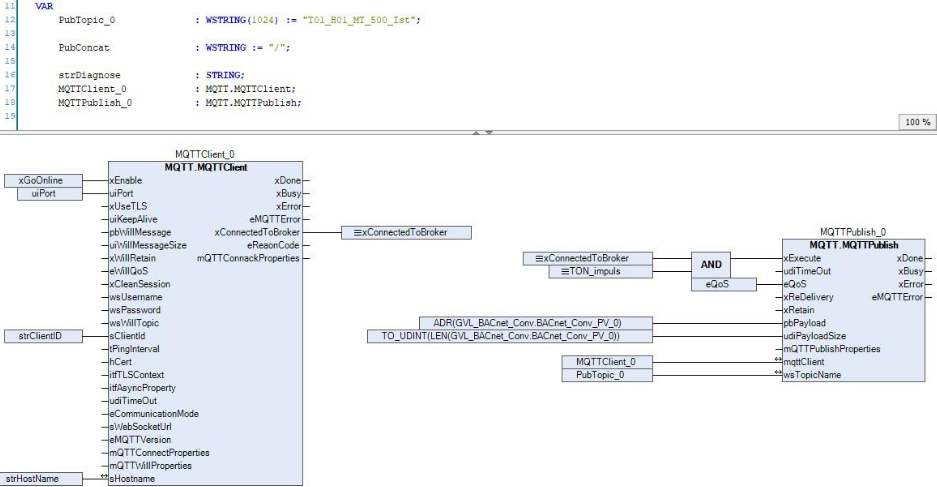 11 VAR
12 PubTopic_0 : WSTRING(1024) := "T01_H01_MT_500_Ist";
13
14 PubConcat : WSTRING := "/";
15
16 strDiagnose : STRING;
17 MQTTClient_0 : MQTT.MQTTClient;
18 MQTTPublish_0 : MQTT.MQTTPublish;
19
100 %
MQTTClient_0
MQTT.MQTTClient
xGoOnline xEnable xDone
uiPort uiPort xBusy
xUseTLS xError
uiKeepAlive eMQTTError
pbWillMessage xConnectedToBroker xConnectedToBroker
uiWillMessageSize eReaonCode
xWillRetain mQTTConnackProperties
eWillQoS
xCleanSession
wsUsername
wsPassword
wsWillTopic
strClientID sClientId
tPingInterval
hCert
itfTLSContext
itfAsyncProperty
udiTimeOut
eCommunicationMode
sWebSocketUrl
eMQTTVersion
mQTTConnectProperties
mQTTWillProperties
strHostName sHostname
MQTTPublish_0
MQTT.MQTTPublish
xConnectedToBroker AND xExecute xDone
TON_impuls udiTimeOut xBusy
eQoS eQoS xError
xReDelivery eMQTTError
xRetain
ADR(GVL_BACnet_Conv.BACnet_Conv_PV_0) pbPayload
TO_UDINT(LEN(GVL_BACnet_Conv.BACnet_Conv_PV_0)) udiPayloadSize
mQTTPublishProperties
MQTTClient_0 mqttClient
PubTopic_0 wsTopicName